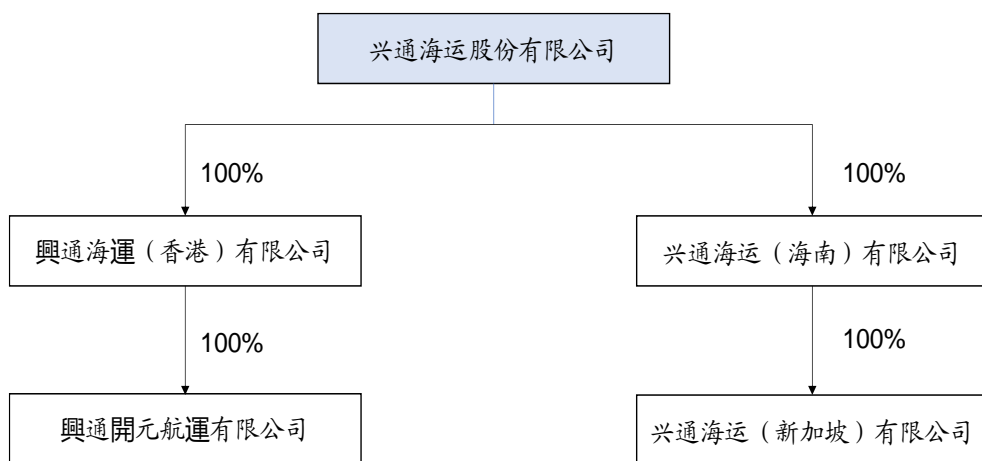 兴通海运股份有限公司
100%
100%
興通海運（香港）有限公司
兴通海运（海南）有限公司
100%
100%
興通開元航運有限公司
兴通海运（新加坡）有限公司